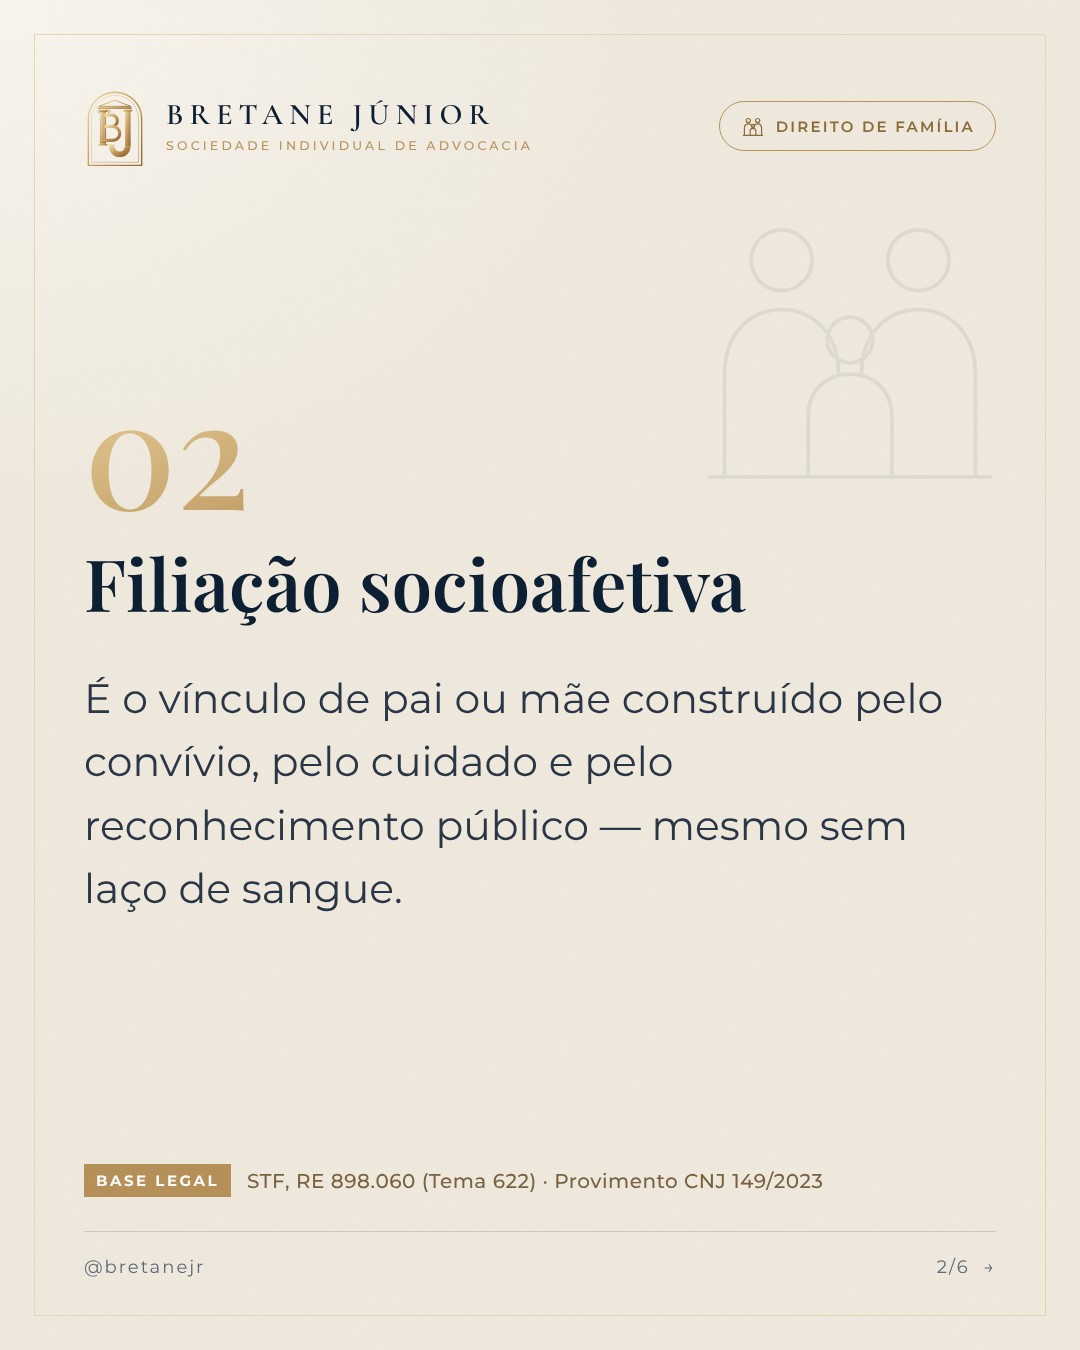 BJ
BRETANE JÚNIOR
SOCIEDADE INDIVIDUAL DE ADVOCACIA
DIREITO DE FAMÍLIA
02
Filiação socioafetiva
É o vínculo de pai ou mãe construído pelo
convívio, pelo cuidado e pelo
reconhecimento público — mesmo sem
laço de sangue.
BASE LEGAL STF, RE 898.060 (Tema 622) · Provimento CNJ 149/2023
@bretanejr
2/6 →